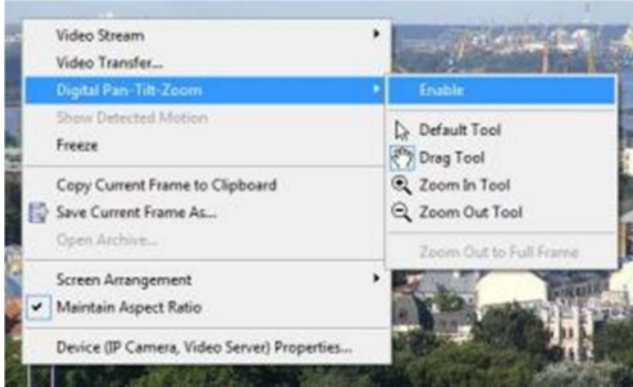 Video Stream
Video Transfer...
Digital Pan-Tilt-Zoom
Show Detected Motion
Freeze
Copy Current Frame to Clipboard
Save Current Frame As...
Open Archive...
Screen Arrangement
Maintain Aspect Ratio
Device (IP Camera, Video Server) Properties...
Enable
Default Tool
Drag Tool
Zoom In Tool
Zoom Out Tool
Zoom Out to Full Frame